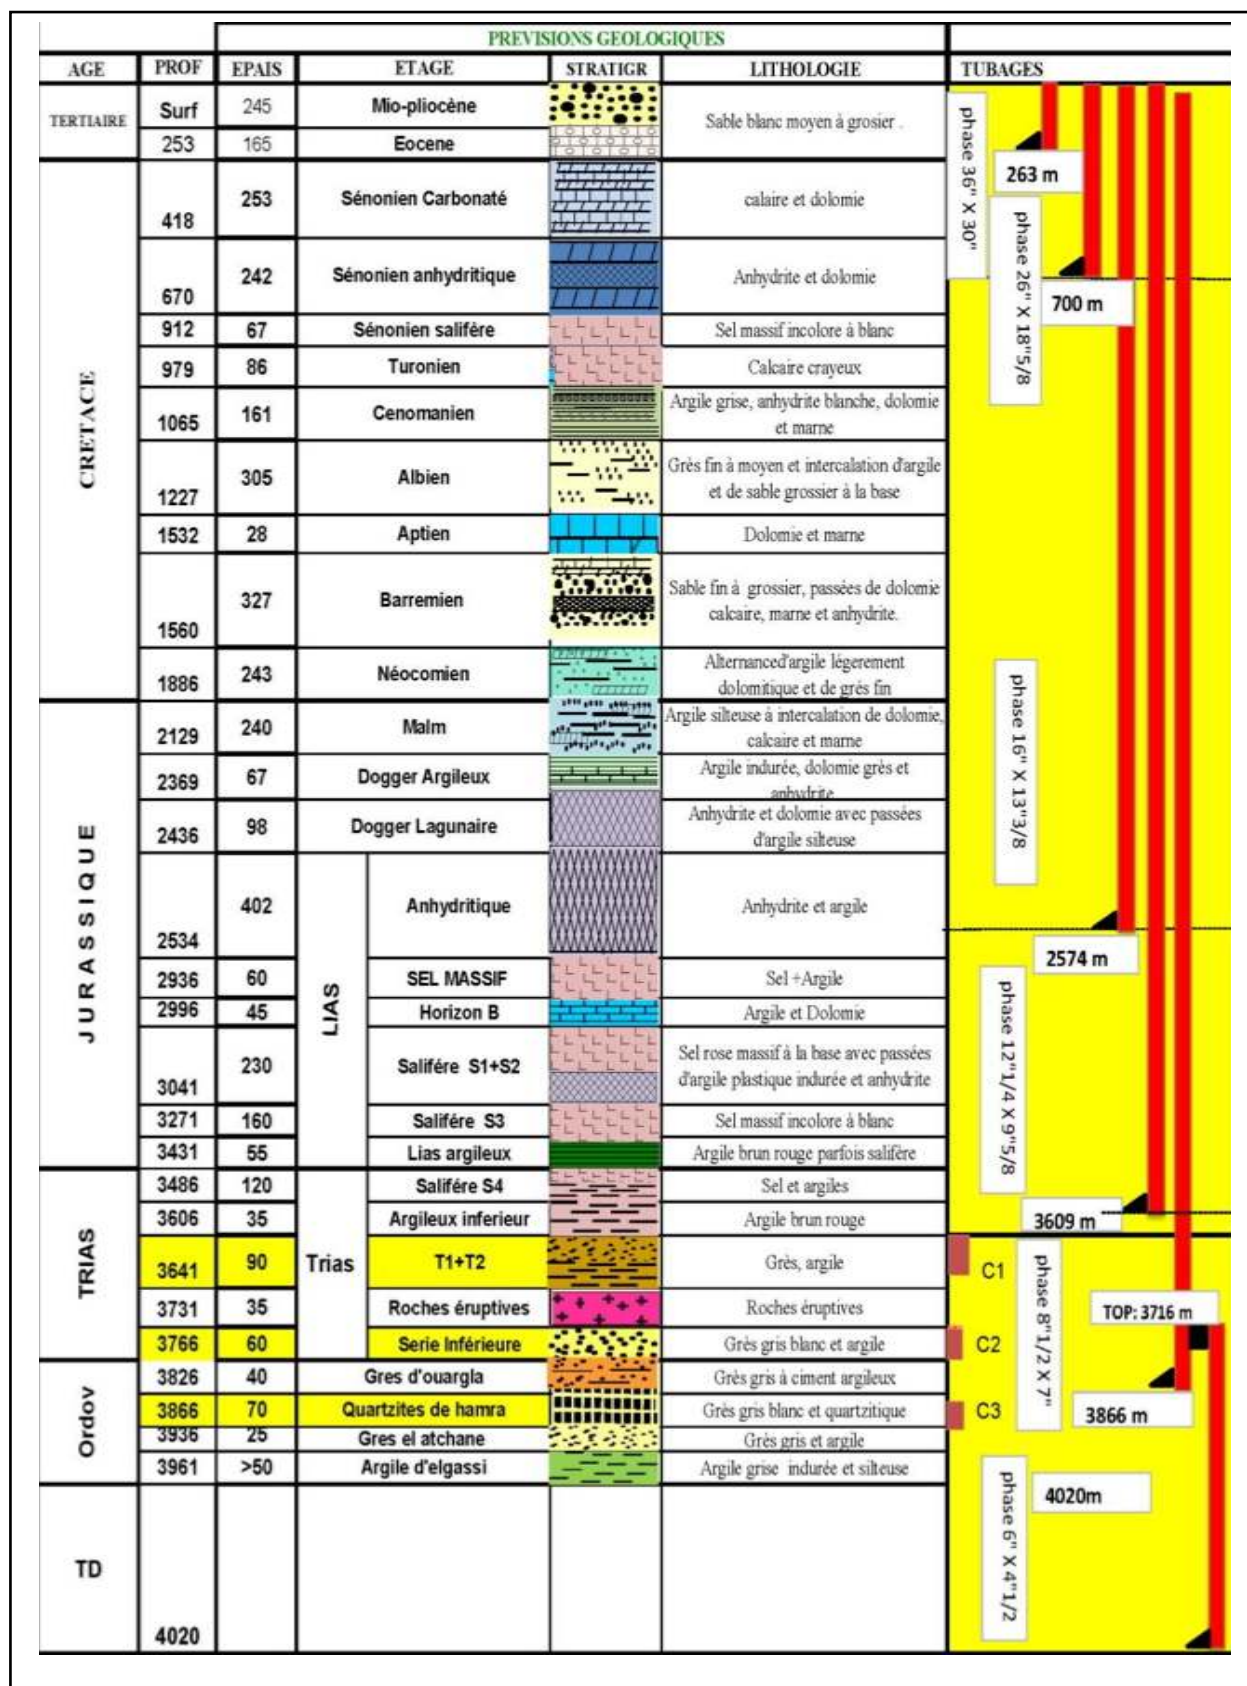 PREVISIONS GEOLOGIQUES
AGE PROF EPAIS ETAGE STRATIGR LITHOLOGIE TUBAGES
TERTIAIRE
Surf 245 Mio-pliocène
Sable blanc moyen à grosier .
253 165 Eocene
CRETACE
418 253 Sénonien Carbonaté calaire et dolomie
670 242 Sénonien anhydritique Anhydrite et dolomie
912 67 Sénonien salifère Sel massif incolore à blanc
979 86 Turonien Calcaire crayeux
1065 161 Cenomanien Argile grise, anhydrite blanche, dolomie
et marne
1227 305 Albien Grès fin à moyen et intercalation d'argile
et de sable grossier à la base
1532 28 Aptien Dolomie et marne
1560 327 Barremien Sable fin à grossier, passées de dolomie
calcaire, marne et anhydrite.
1886 243 Néocomien Alternanced'argile légerement
dolomitique et de grés fin
JURASSIQUE
2129 240 Malm Argile silteuse à intercalation de dolomie,
calcaire et marne
2369 67 Dogger Argileux Argile indurée, dolomie grès et
anhydrite
2436 98 Dogger Lagunaire Anhydrite et dolomie avec passées
d'argile silteuse
LIAS
2534 402 Anhydritique Anhydrite et argile
2936 60 SEL MASSIF Sel +Argile
2996 45 Horizon B Argile et Dolomie
3041 230 Salifére S1+S2 Sel rose massif à la base avec passées
d'argile plastique indurée et anhydrite
3271 160 Salifére S3 Sel massif incolore à blanc
3431 55 Lias argileux Argile brun rouge parfois salifère
TRIAS
Trias
3486 120 Salifére S4 Sel et argiles
3606 35 Argileux inferieur Argile brun rouge
3641 90 T1+T2 Grès, argile
3731 35 Roches éruptives Roches éruptives
3766 60 Serie Inférieure Grès gris blanc et argile
Ordov
3826 40 Gres d'ouargla Grès gris à ciment argileux
3866 70 Quartzites de hamra Grès gris blanc et quartzitique
3936 25 Gres el atchane Grès gris et argile
3961 >50 Argile d'elgassi Argile grise indurée et silteuse
TD
4020
phase 36" X 30"
263 m
phase 26" X 18"5/8
700 m
phase 16" X 13"3/8
2574 m
phase 12"1/4 X 9"5/8
3609 m
C1
phase 8"1/2 X 7"
TOP: 3716 m
C2
C3
3866 m
phase 6" X 4"1/2
4020m